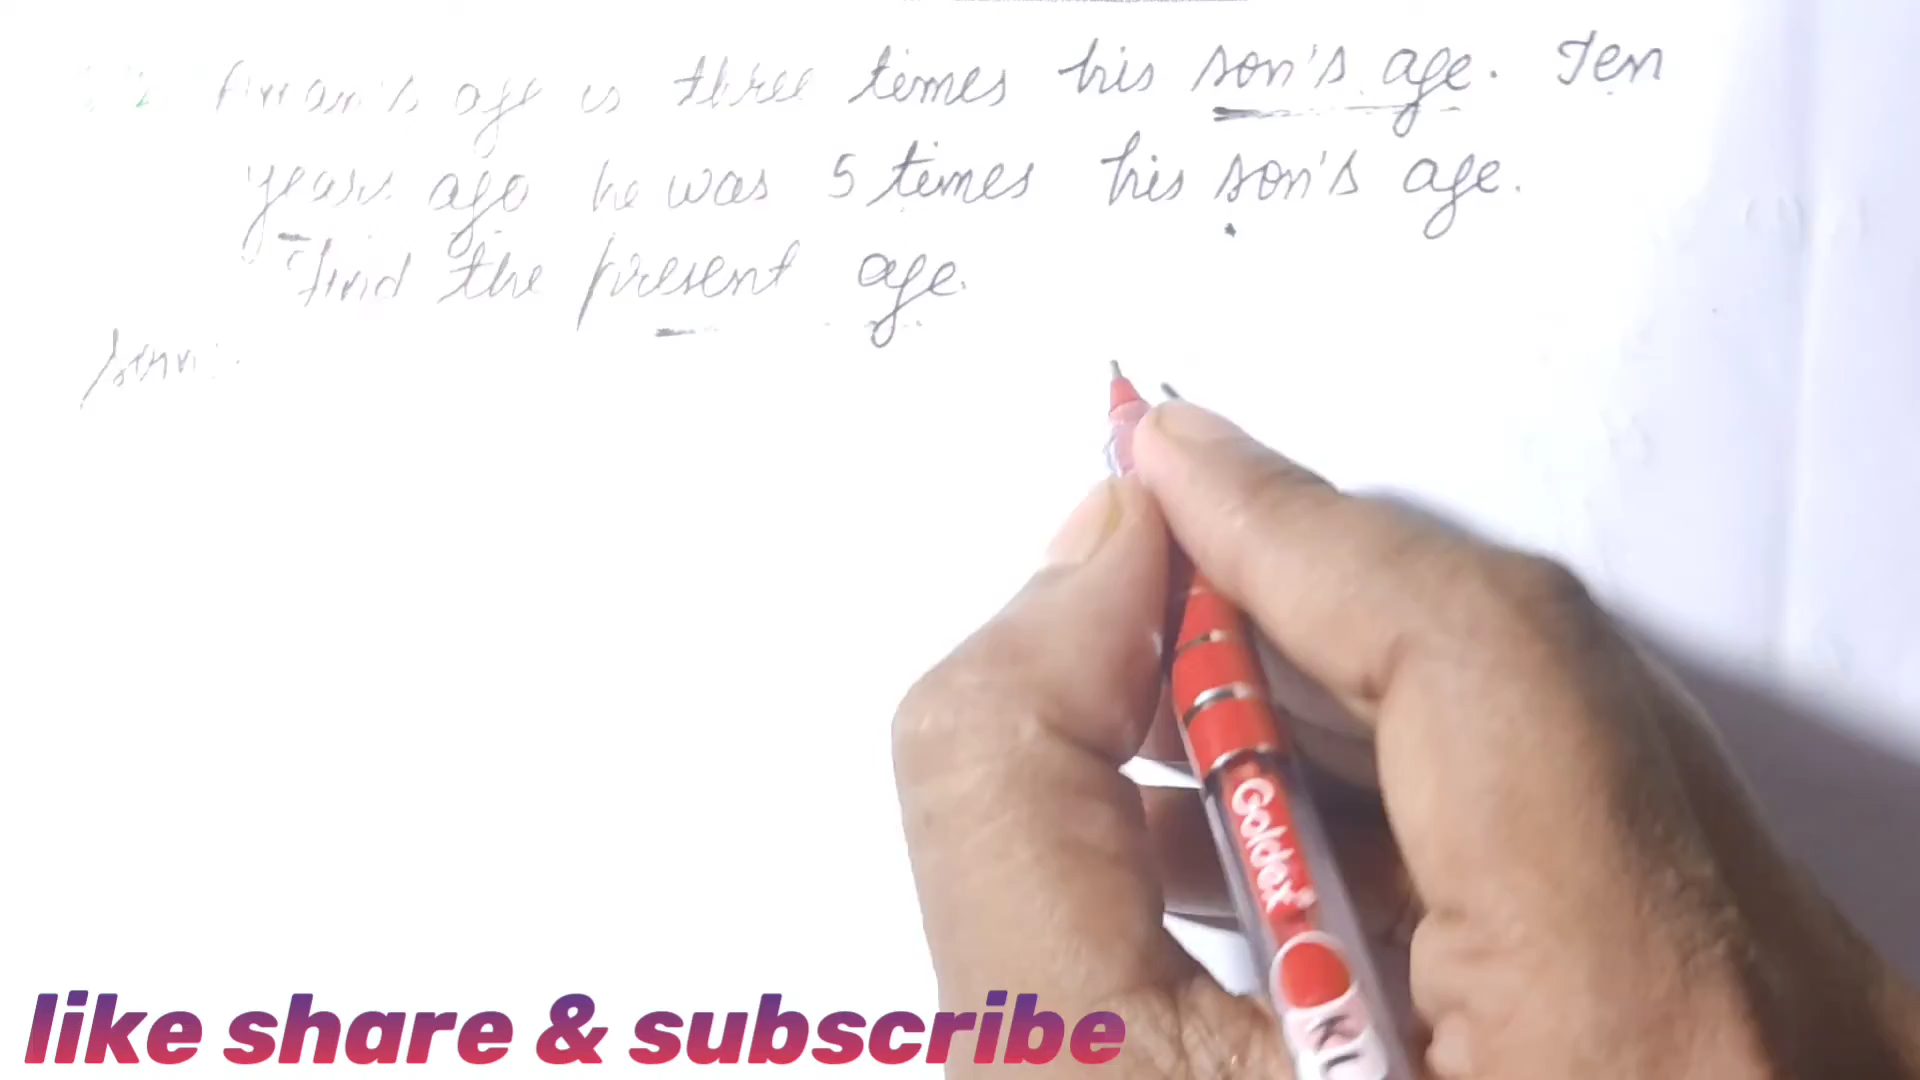 Aman's age is three times his son's age. Ten
years ago he was 5 times his son's age.
Find the present age.
Goldex
like share & subscribe